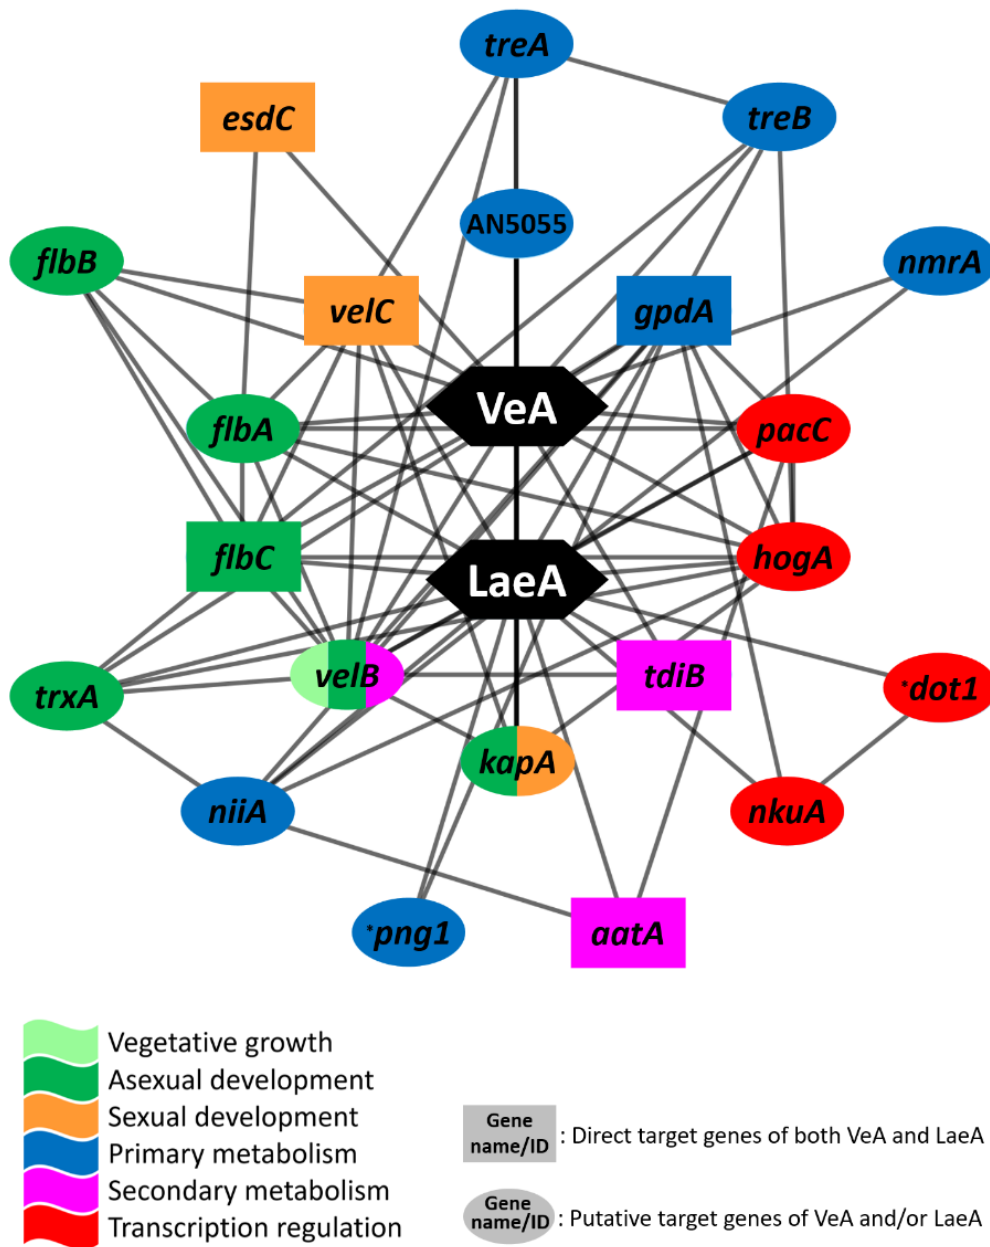 treA
esdC
treB
AN5055
flbB
nmrA
velC
gpdA
VeA
flbA
pacC
flbC
hogA
LaeA
velB
tdiB
*dot1
trxA
kapA
niiA
nkuA
*png1
aatA
Vegetative growth
Asexual development
Sexual development
Primary metabolism
Secondary metabolism
Transcription regulation
Gene
name/ID
: Direct target genes of both VeA and LaeA
Gene
name/ID
: Putative target genes of VeA and/or LaeA